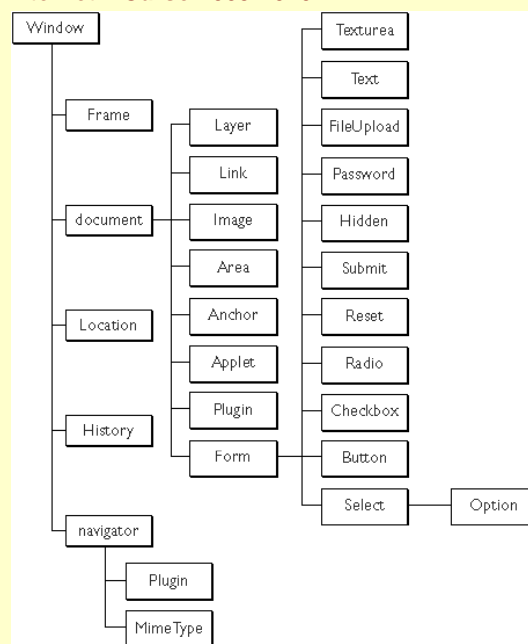 Window
Frame
document
Location
History
navigator
Plugin
MimeType
Layer
Link
Image
Area
Anchor
Applet
Plugin
Form
Texturea
Text
FileUpload
Password
Hidden
Submit
Reset
Radio
Checkbox
Button
Select
Option